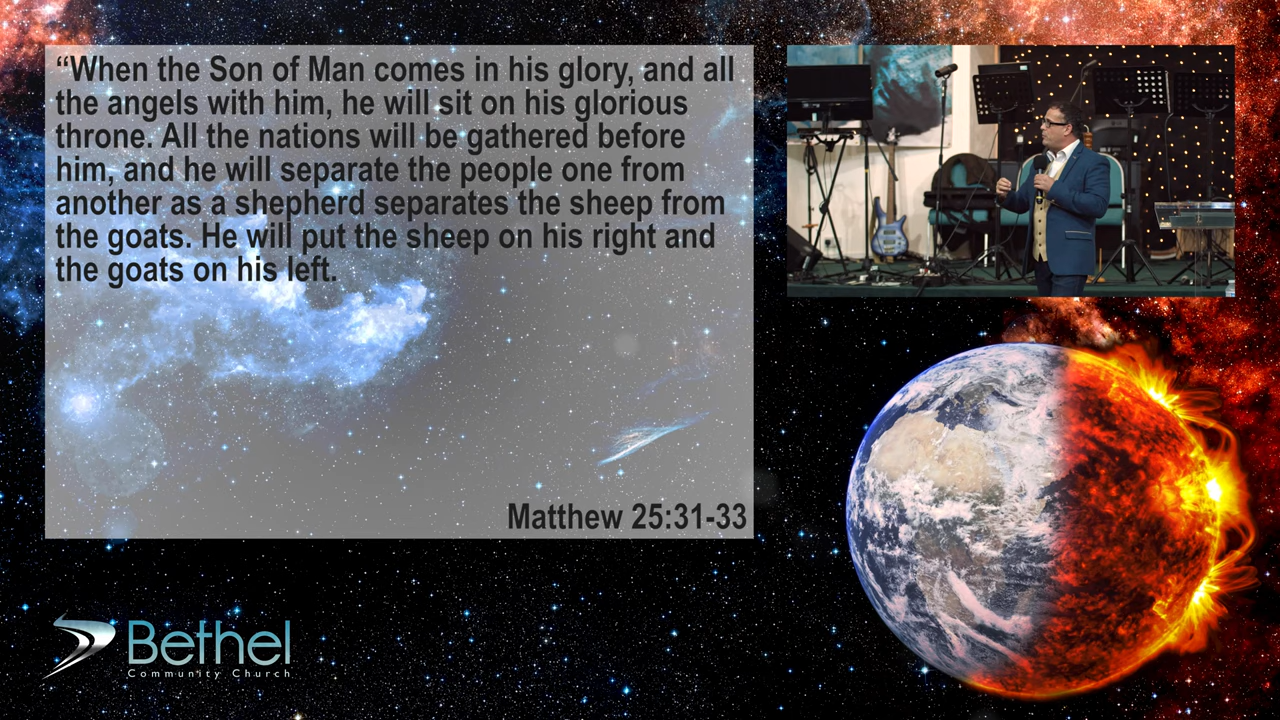 “When the Son of Man comes in his glory, and all
the angels with him, he will sit on his glorious
throne. All the nations will be gathered before
him, and he will separate the people one from
another as a shepherd separates the sheep from
the goats. He will put the sheep on his right and
the goats on his left.
Matthew 25:31-33
Bethel
Community Church